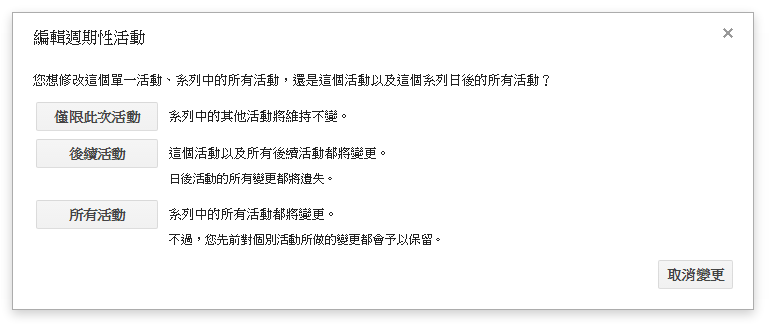 編輯週期性活動
您想修改這個單一活動、系列中的所有活動，還是這個活動以及這個系列日後的所有活動？
僅限此次活動 系列中的其他活動將維持不變。
後續活動 這個活動以及所有後續活動都將變更。
日後活動的所有變更都將遺失。
所有活動 系列中的所有活動都將變更。
不過，您先前對個別活動所做的變更都會予以保留。
取消變更